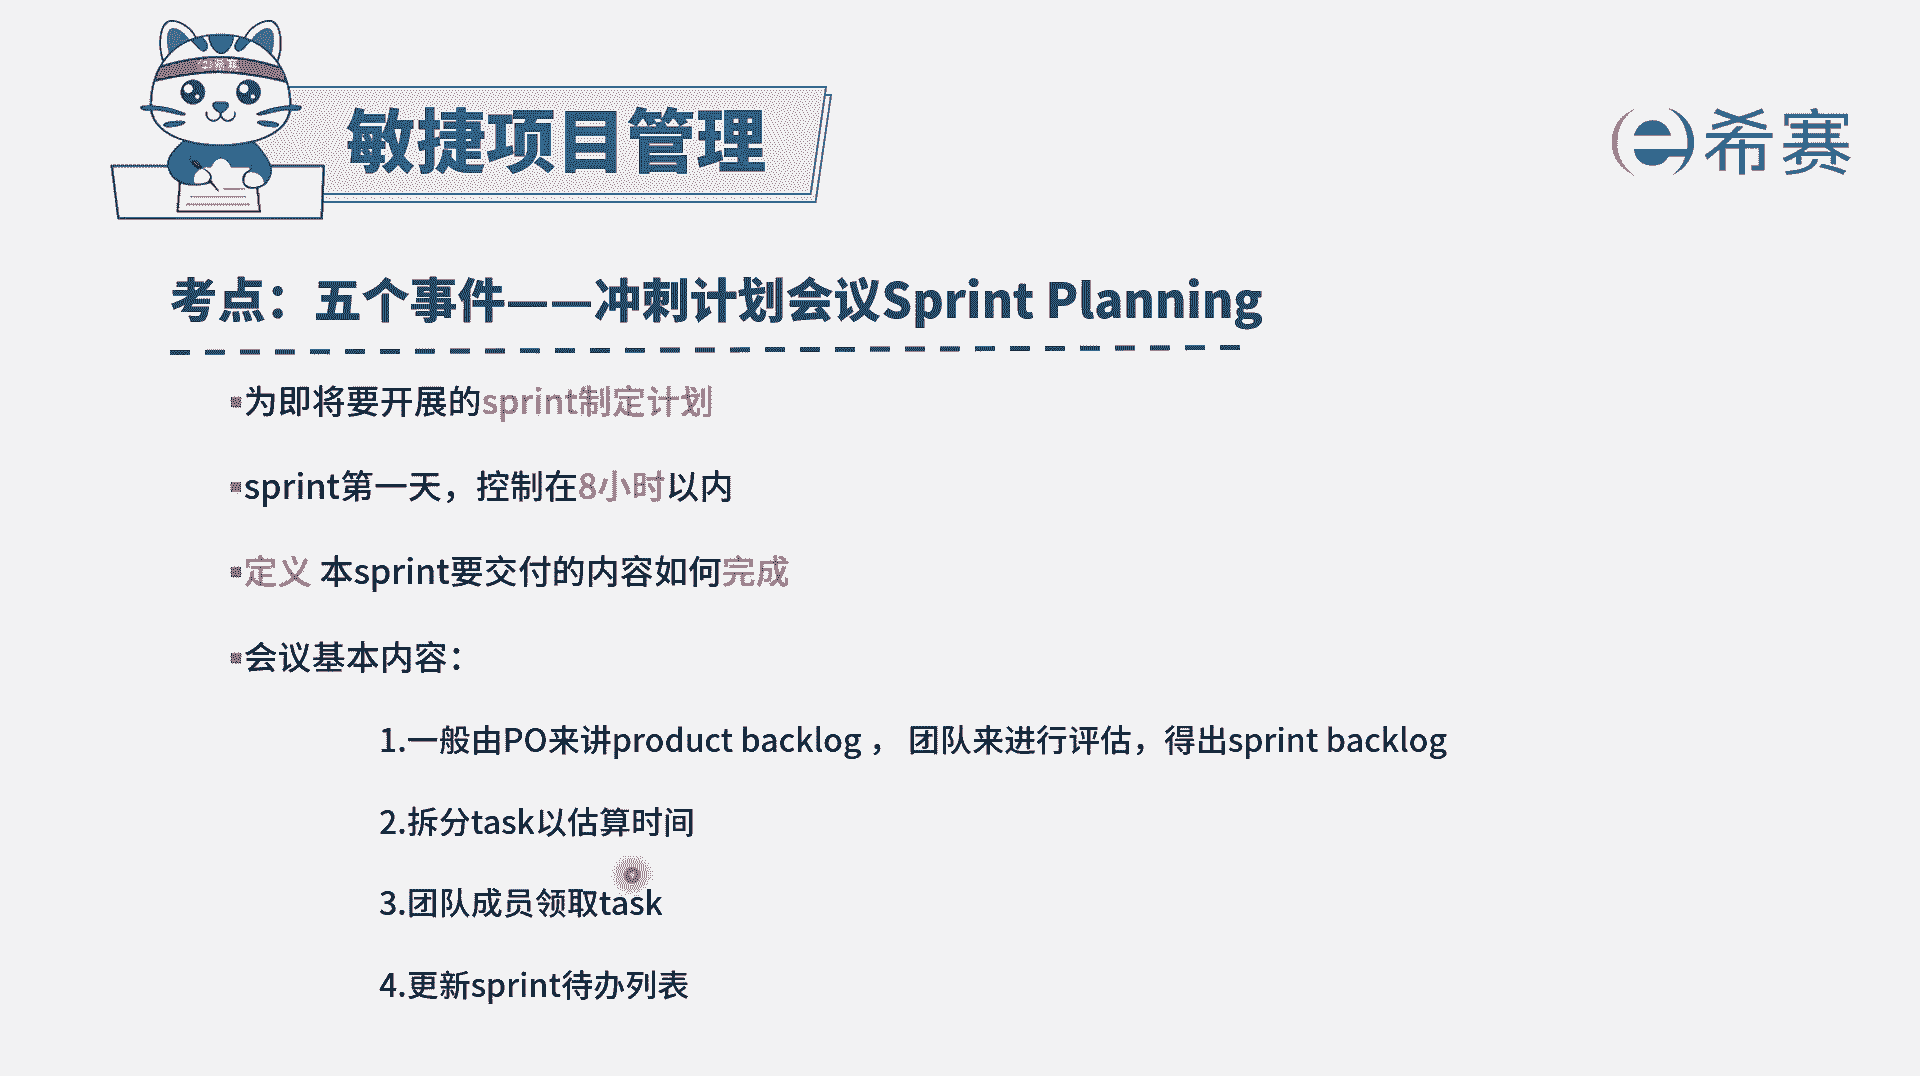 敏捷项目管理
希赛
考点：五个事件——冲刺计划会议Sprint Planning
▪为即将要开展的sprint制定计划
▪sprint第一天，控制在8小时以内
▪定义 本sprint要交付的内容如何完成
▪会议基本内容：
1.一般由PO来讲product backlog ， 团队来进行评估，得出sprint backlog
2.拆分task以估算时间
3.团队成员领取task
4.更新sprint待办列表